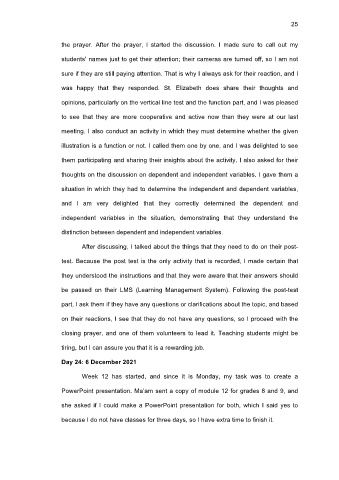 25
the prayer. After the prayer, I started the discussion. I made sure to call out my
students' names just to get their attention; their cameras are turned off, so I am not
sure if they are still paying attention. That is why I always ask for their reaction, and I
was happy that they responded. St. Elizabeth does share their thoughts and
opinions, particularly on the vertical line test and the function part, and I was pleased
to see that they are more cooperative and active now than they were at our last
meeting. I also conduct an activity in which they must determine whether the given
illustration is a function or not. I called them one by one, and I was delighted to see
them participating and sharing their insights about the activity. I also asked for their
thoughts on the discussion on dependent and independent variables. I gave them a
situation in which they had to determine the independent and dependent variables,
and I am very delighted that they correctly determined the dependent and
independent variables in the situation, demonstrating that they understand the
distinction between dependent and independent variables
After discussing, I talked about the things that they need to do on their post-
test. Because the post test is the only activity that is recorded, I made certain that
they understood the instructions and that they were aware that their answers should
be passed on their LMS (Learning Management System). Following the post-test
part, I ask them if they have any questions or clarifications about the topic, and based
on their reactions, I see that they do not have any questions, so I proceed with the
closing prayer, and one of them volunteers to lead it. Teaching students might be
tiring, but I can assure you that it is a rewarding job.
Day 24: 6 December 2021
Week 12 has started, and since it is Monday, my task was to create a
PowerPoint presentation. Ma'am sent a copy of module 12 for grades 8 and 9, and
she asked if I could make a PowerPoint presentation for both, which I said yes to
because I do not have classes for three days, so I have extra time to finish it.